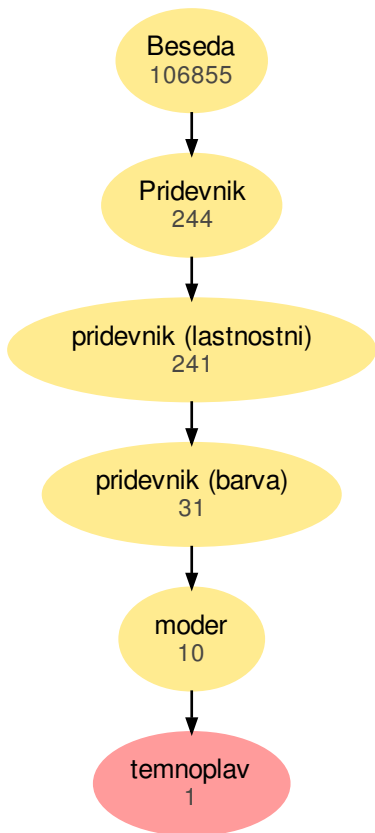 Beseda
106855
Pridevnik
244
pridevnik (lastnostni)
241
pridevnik (barva)
31
moder
10
temnoplav
1